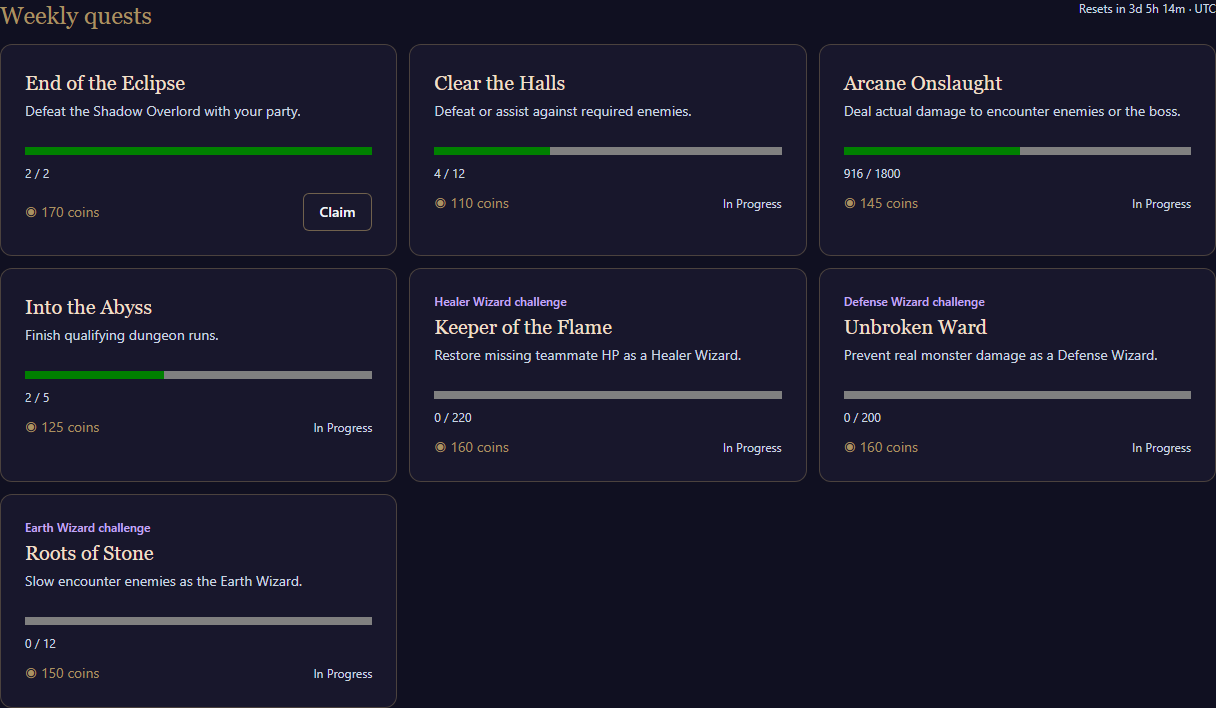 Weekly quests
Resets in 3d 5h 14m · UTC
End of the Eclipse
Defeat the Shadow Overlord with your party.
2 / 2
◉ 170 coins
Claim
Clear the Halls
Defeat or assist against required enemies.
4 / 12
◉ 110 coins
In Progress
Arcane Onslaught
Deal actual damage to encounter enemies or the boss.
916 / 1800
◉ 145 coins
In Progress
Into the Abyss
Finish qualifying dungeon runs.
2 / 5
◉ 125 coins
In Progress
Healer Wizard challenge
Keeper of the Flame
Restore missing teammate HP as a Healer Wizard.
0 / 220
◉ 160 coins
In Progress
Defense Wizard challenge
Unbroken Ward
Prevent real monster damage as a Defense Wizard.
0 / 200
◉ 160 coins
In Progress
Earth Wizard challenge
Roots of Stone
Slow encounter enemies as the Earth Wizard.
0 / 12
◉ 150 coins
In Progress